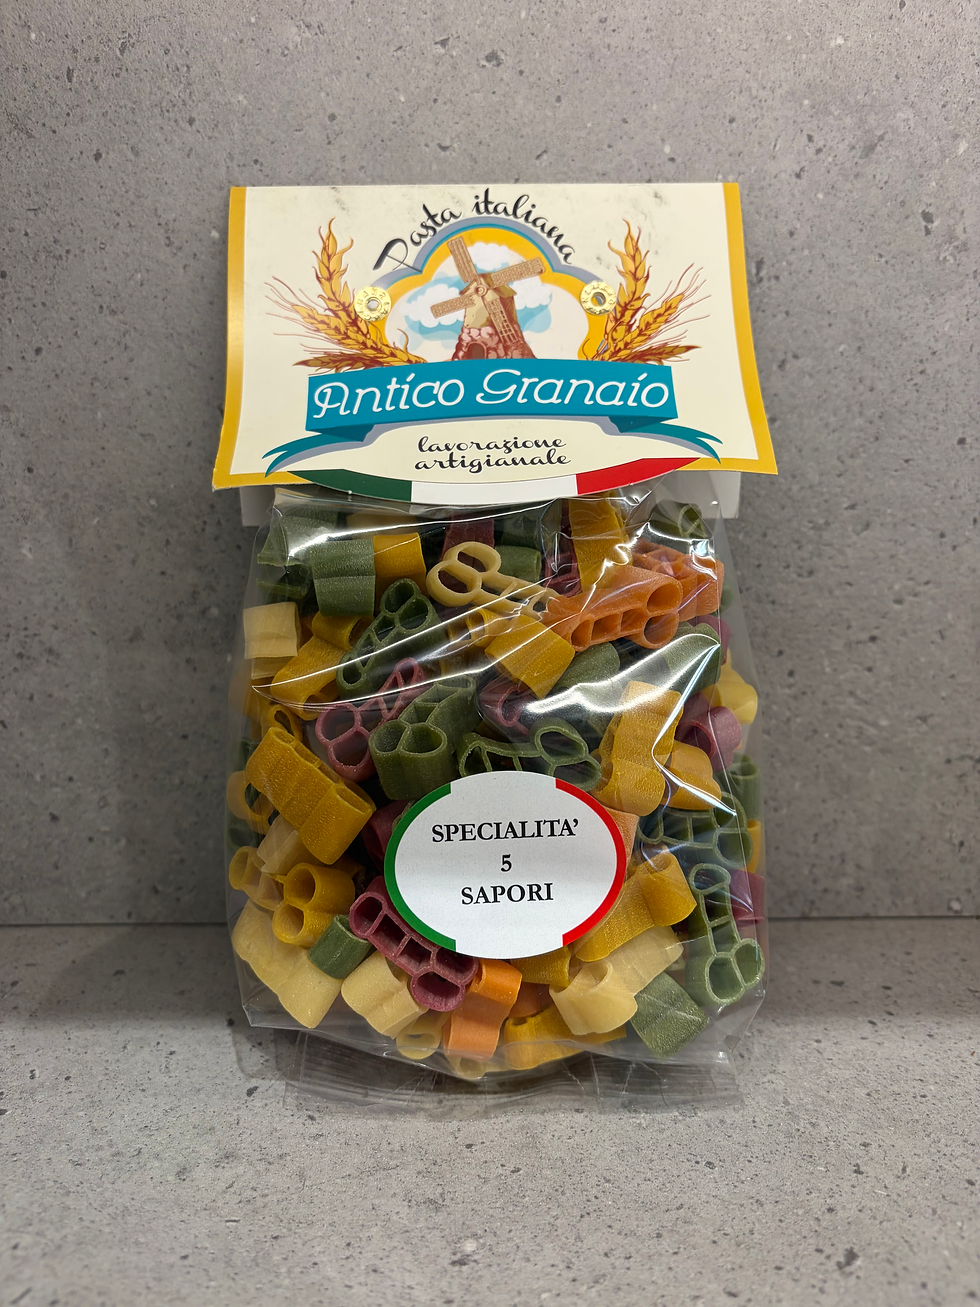 Pasta italiana
Antico Granaio
lavorazione
artigianale
SPECIALITA'
5
SAPORI